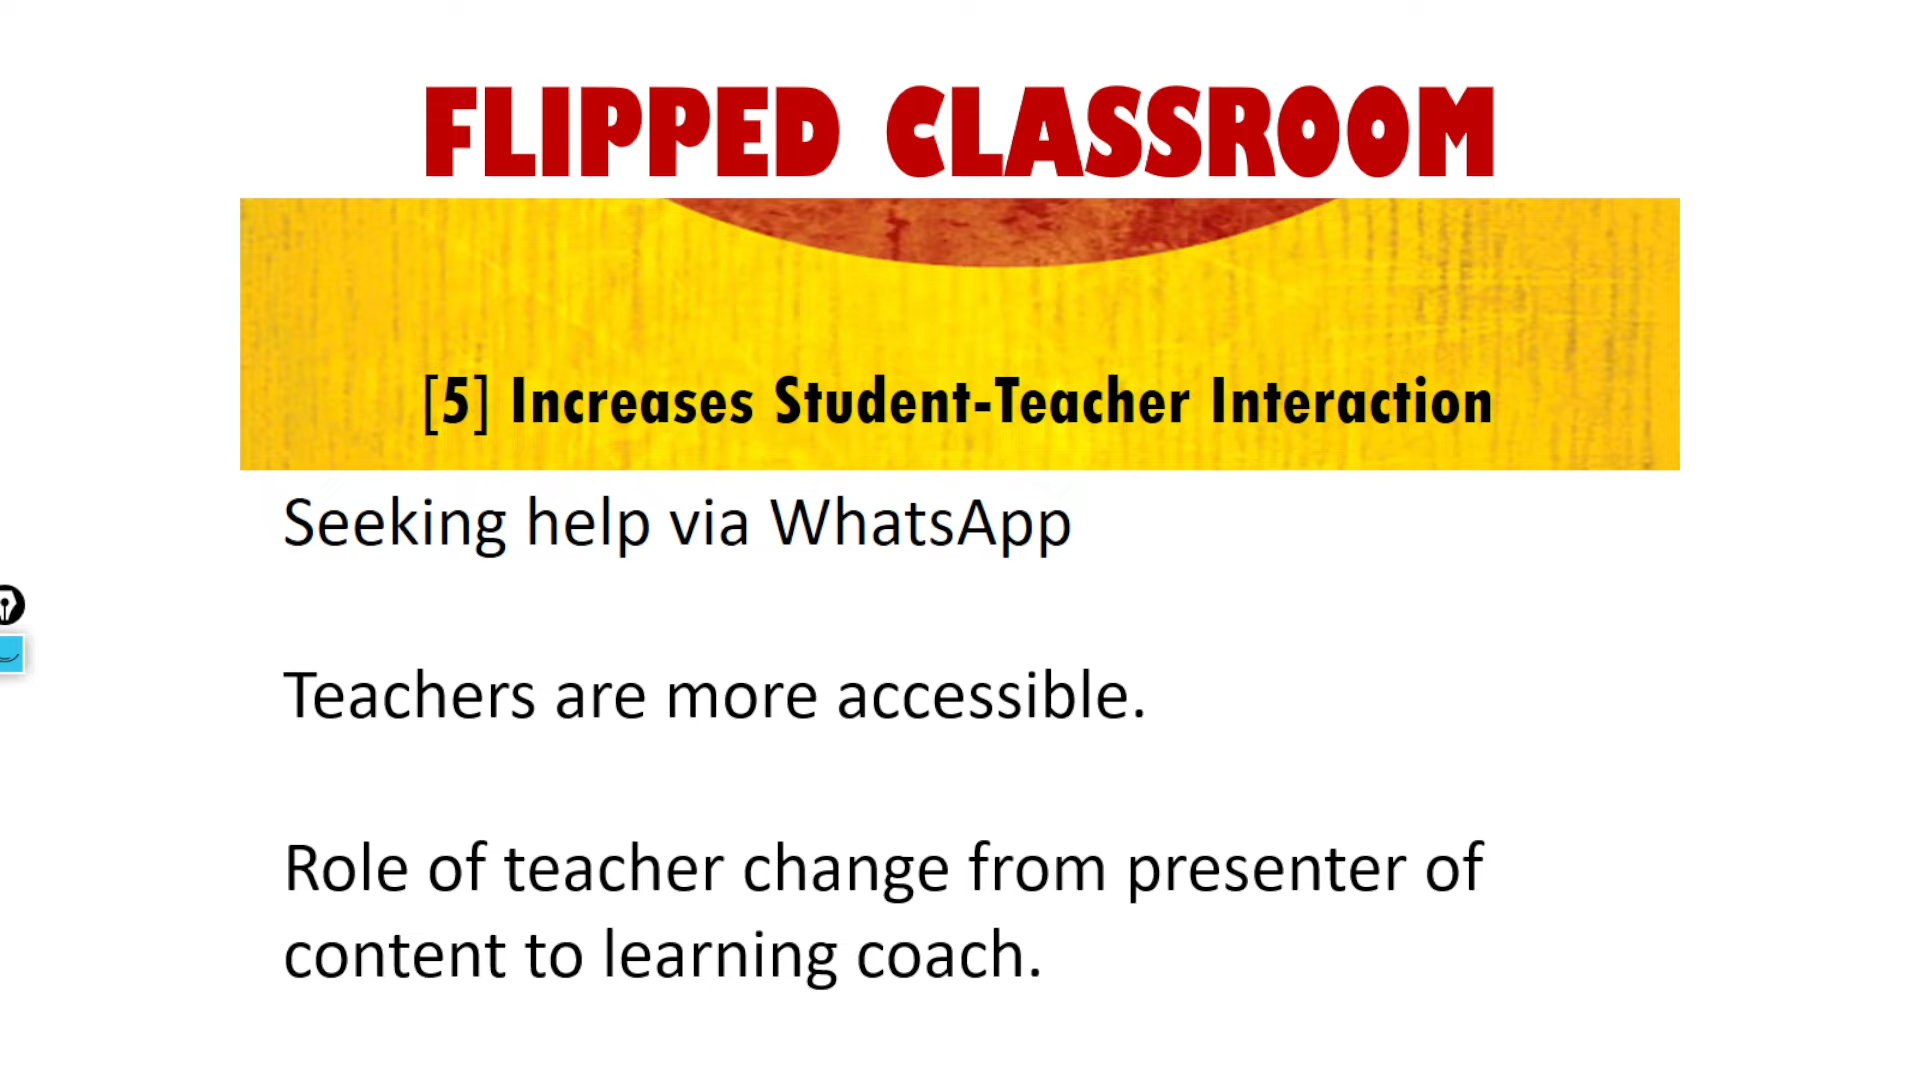 FLIPPED CLASSROOM
[5] Increases Student-Teacher Interaction
Seeking help via WhatsApp
Teachers are more accessible.
Role of teacher change from presenter of
content to learning coach.